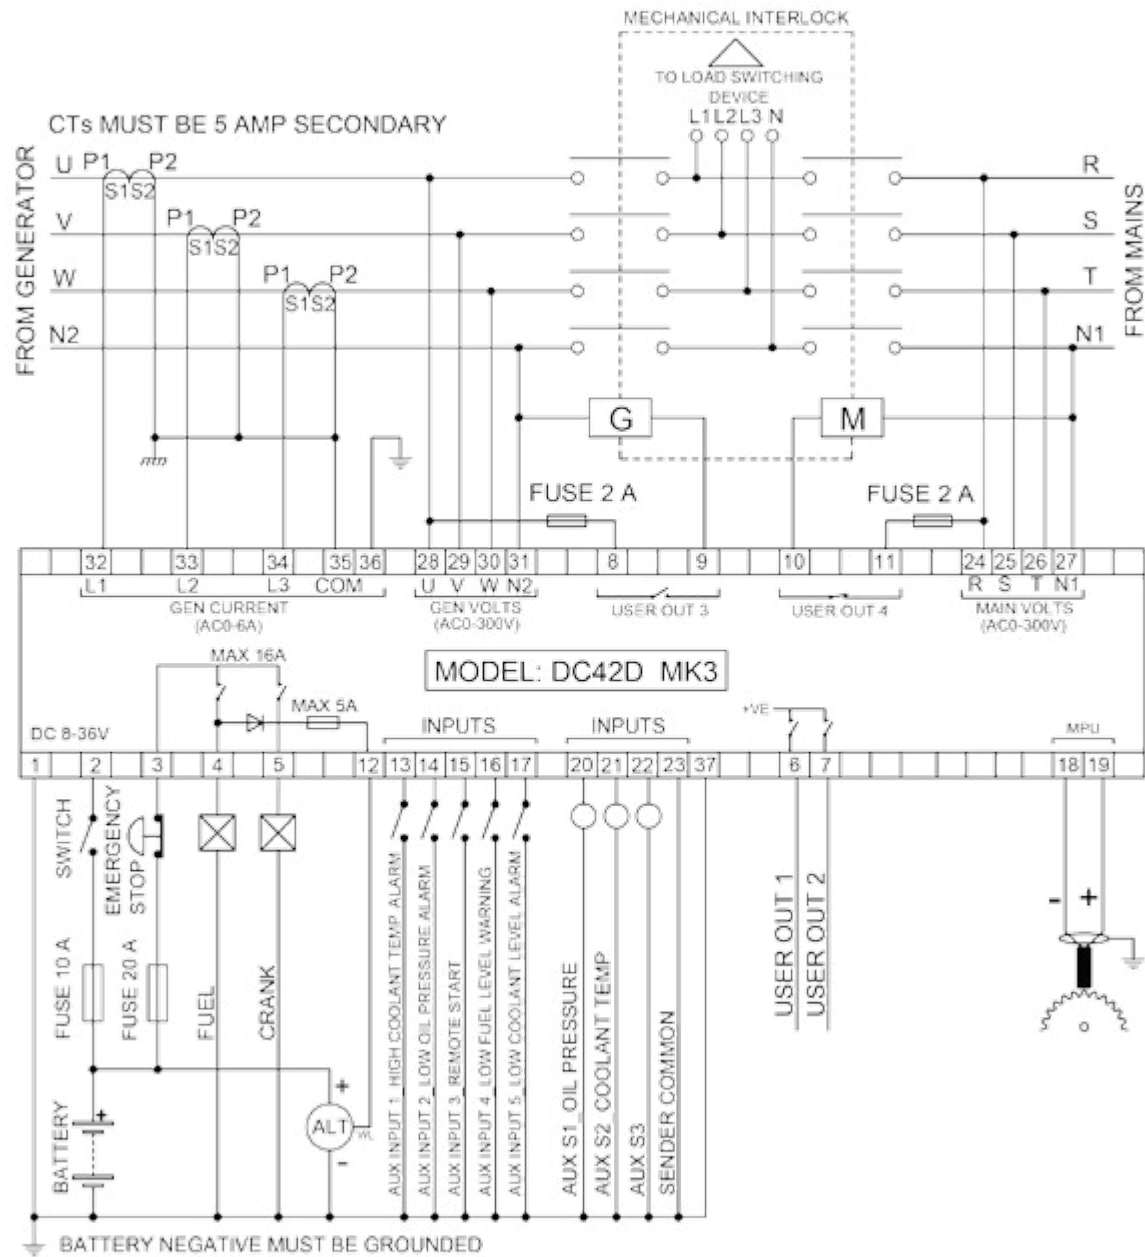 MECHANICAL INTERLOCK
TO LOAD SWITCHING
DEVICE
L1 L2 L3 N
CTs MUST BE 5 AMP SECONDARY
FROM GENERATOR
U P1 P2
S1 S2
V P1 P2
S1 S2
W P1 P2
S1 S2
N2
R
S
T
N1
FROM MAINS
G
M
FUSE 2 A
FUSE 2 A
32 33 34 35 36 28 29 30 31 8 9 10 11 24 25 26 27
L1 L2 L3 COM U V W N2 R S T N1
GEN CURRENT
(AC0-6A)
GEN VOLTS
(AC0-300V)
USER OUT 3
USER OUT 4
MAIN VOLTS
(AC0-300V)
MAX 16A
MODEL: DC42D MK3
MAX 5A
DC 8-36V
INPUTS
INPUTS
+VE
MPU
1 2 3 4 5 12 13 14 15 16 17 20 21 22 23 37 6 7 18 19
SWITCH
EMERGENCY
STOP
FUSE 10 A
FUSE 20 A
FUEL
CRANK
BATTERY
+
+
ALT
WL
-
AUX INPUT 1_HIGH COOLANT TEMP. ALARM
AUX INPUT 2_LOW OIL PRESSURE ALARM
AUX INPUT 3_REMOTE START
AUX INPUT 4_LOW FUEL LEVEL WARNING
AUX INPUT 5_LOW COOLANT LEVEL ALARM
AUX S1_OIL PRESSURE
AUX S2_COOLANT TEMP
AUX S3
SENDER COMMON
USER OUT 1
USER OUT 2
- +
BATTERY NEGATIVE MUST BE GROUNDED